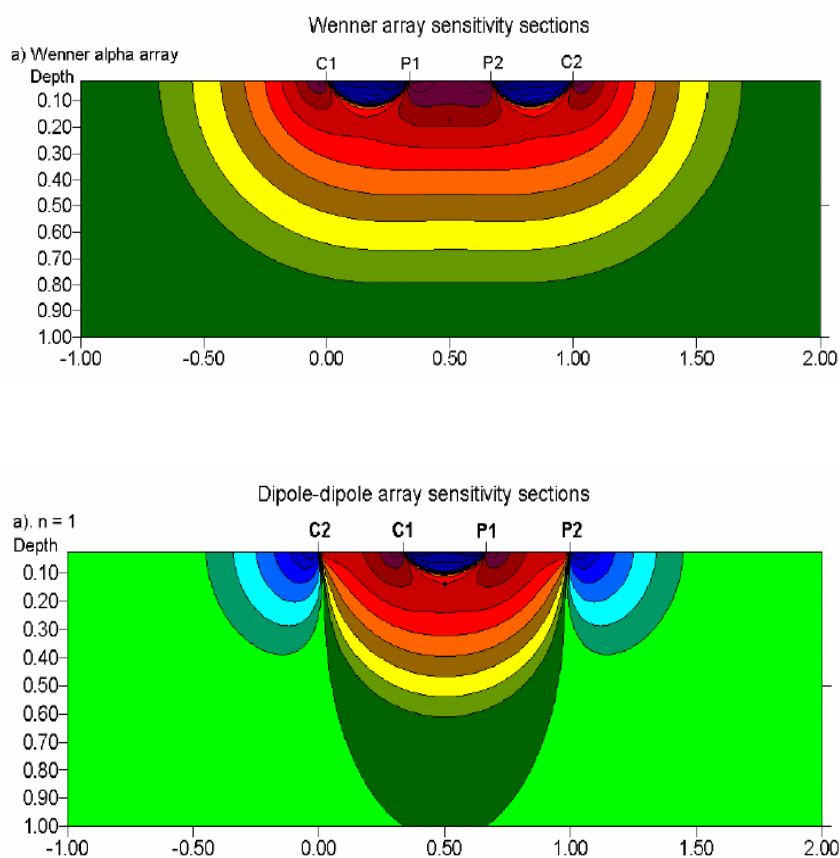 Wenner array sensitivity sections
a) Wenner alpha array
C1 P1 P2 C2
Depth
0.10
0.20
0.30
0.40
0.50
0.60
0.70
0.80
0.90
1.00
-1.00 -0.50 0.00 0.50 1.00 1.50 2.00
Dipole-dipole array sensitivity sections
a). n = 1
C2 C1 P1 P2
Depth
0.10
0.20
0.30
0.40
0.50
0.60
0.70
0.80
0.90
1.00
-1.00 -0.50 0.00 0.50 1.00 1.50 2.00